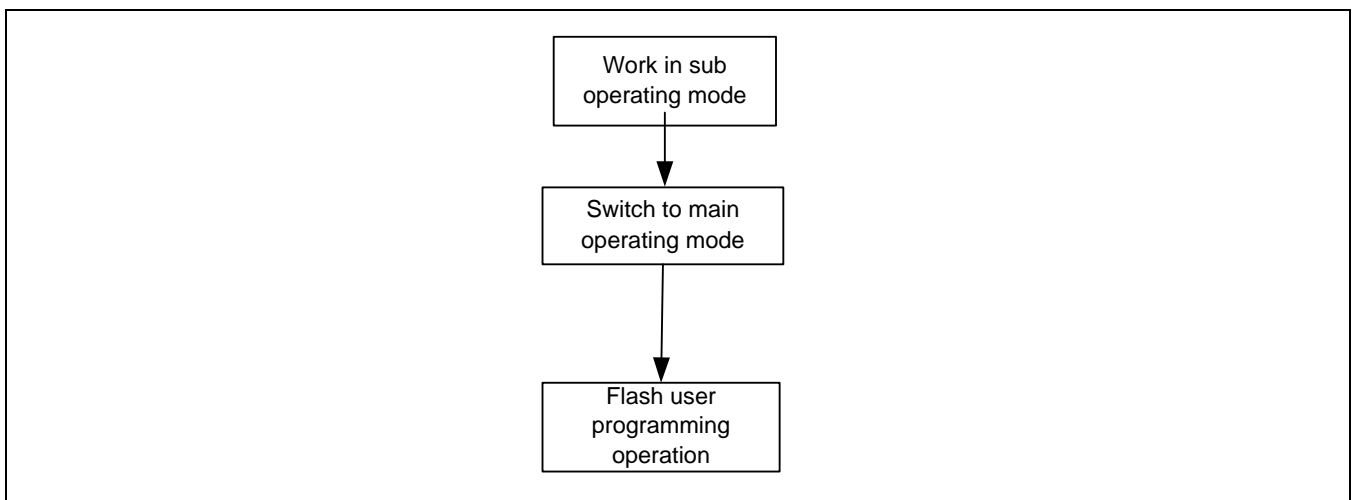 Work in sub
operating mode
Switch to main
operating mode
Flash user
programming
operation